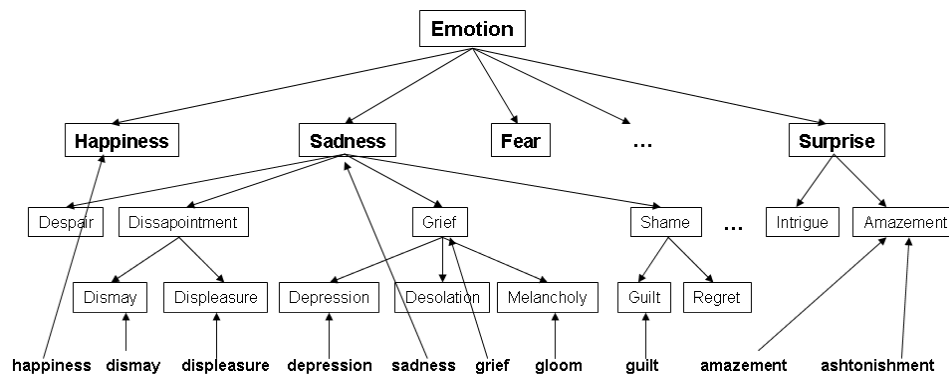 Emotion
Happiness Sadness Fear ... Surprise
Despair Dissapointment Grief Shame ... Intrigue Amazement
Dismay Displeasure Depression Desolation Melancholy Guilt Regret
happiness dismay displeasure depression sadness grief gloom guilt amazement ashtonishment